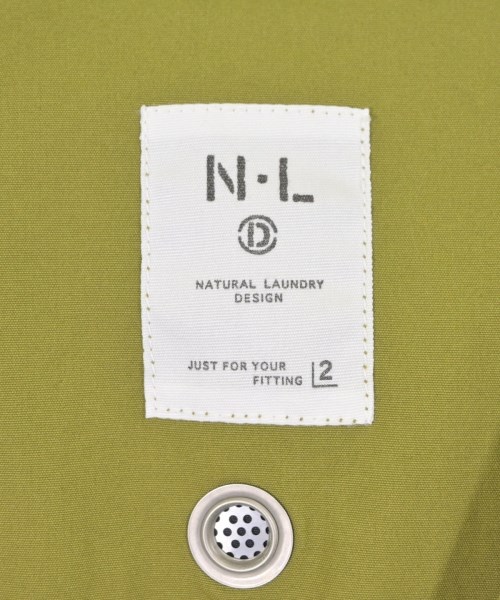 N·L
D
NATURAL LAUNDRY
DESIGN
JUST FOR YOUR
FITTING 2